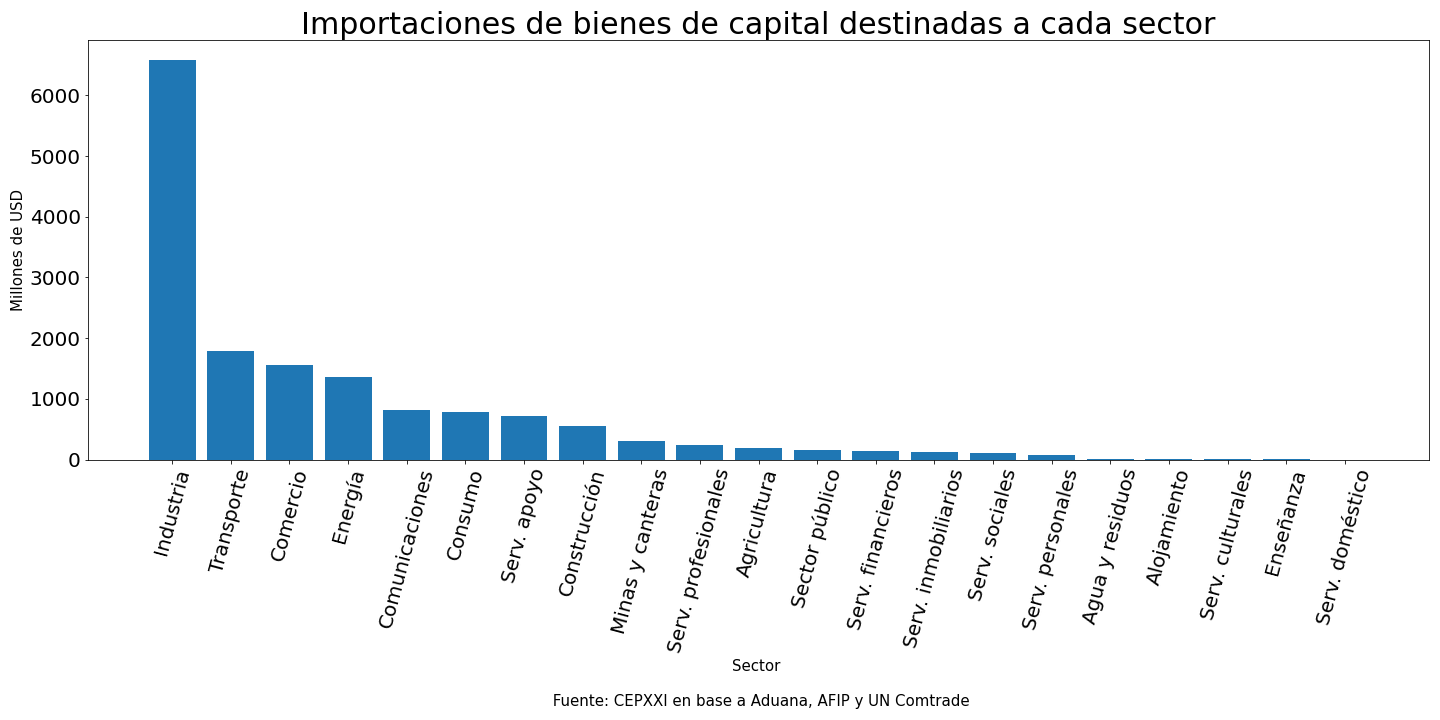 Importaciones de bienes de capital destinadas a cada sector
Millones de USD
6000
5000
4000
3000
2000
1000
0
Industria
Transporte
Comercio
Energía
Comunicaciones
Consumo
Serv. apoyo
Construcción
Minas y canteras
Serv. profesionales
Agricultura
Sector público
Serv. financieros
Serv. inmobiliarios
Serv. sociales
Serv. personales
Agua y residuos
Alojamiento
Serv. culturales
Enseñanza
Serv. doméstico
Sector
Fuente: CEPXXI en base a Aduana, AFIP y UN Comtrade